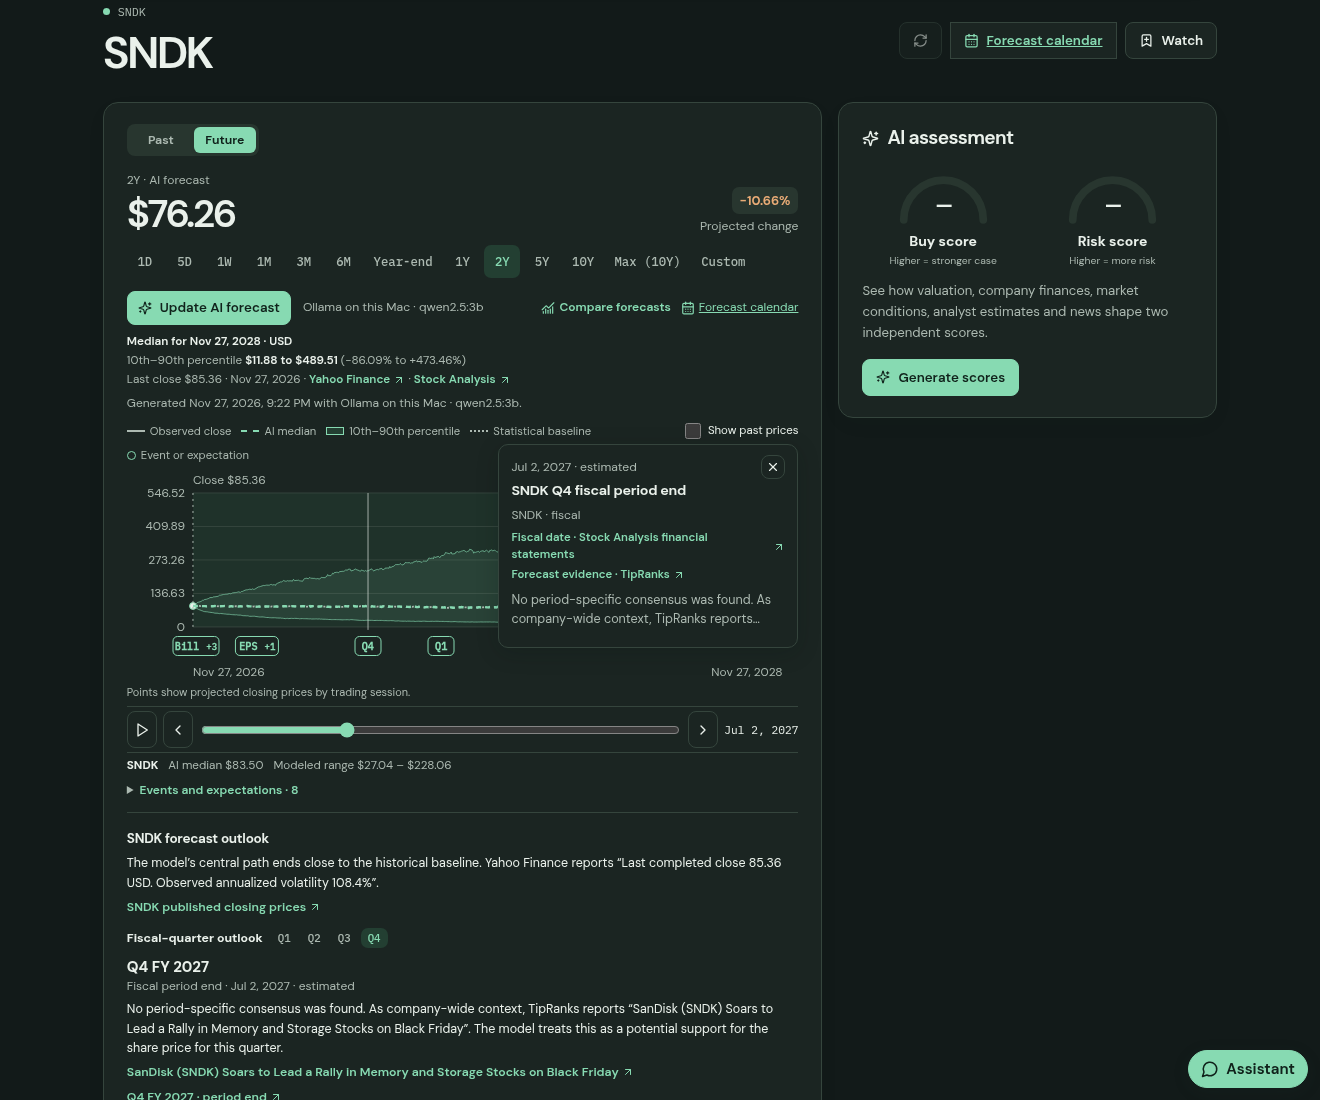 SNDK
SNDK
Forecast calendar
Watch
Past
Future
2Y · AI forecast
$76.26
-10.66%
Projected change
1D 5D 1W 1M 3M 6M Year-end 1Y 2Y 5Y 10Y Max (10Y) Custom
Update AI forecast
Ollama on this Mac · qwen2.5:3b
Compare forecasts
Forecast calendar
Median for Nov 27, 2028 · USD
10th–90th percentile $11.88 to $489.51 (-86.09% to +473.46%)
Last close $85.36 · Nov 27, 2026 · Yahoo Finance · Stock Analysis
Generated Nov 27, 2026, 9:22 PM with Ollama on this Mac · qwen2.5:3b.
Observed close AI median 10th–90th percentile Statistical baseline
Show past prices
Event or expectation
Close $85.36
546.52
409.89
273.26
136.63
0
Bill +3 EPS +1 Q4 Q1
Nov 27, 2026 Nov 27, 2028
Jul 2, 2027 · estimated
SNDK Q4 fiscal period end
SNDK · fiscal
Fiscal date · Stock Analysis financial
statements
Forecast evidence · TipRanks
No period-specific consensus was found. As
company-wide context, TipRanks reports…
Points show projected closing prices by trading session.
Jul 2, 2027
SNDK AI median $83.50 Modeled range $27.04 – $228.06
Events and expectations · 8
SNDK forecast outlook
The model’s central path ends close to the historical baseline. Yahoo Finance reports “Last completed close 85.36
USD. Observed annualized volatility 108.4%”.
SNDK published closing prices
Fiscal-quarter outlook Q1 Q2 Q3 Q4
Q4 FY 2027
Fiscal period end · Jul 2, 2027 · estimated
No period-specific consensus was found. As company-wide context, TipRanks reports “SanDisk (SNDK) Soars to
Lead a Rally in Memory and Storage Stocks on Black Friday”. The model treats this as a potential support for the
share price for this quarter.
SanDisk (SNDK) Soars to Lead a Rally in Memory and Storage Stocks on Black Friday
Q4 FY 2027 · period end
AI assessment
–
Buy score
Higher = stronger case
–
Risk score
Higher = more risk
See how valuation, company finances, market
conditions, analyst estimates and news shape two
independent scores.
Generate scores
Assistant